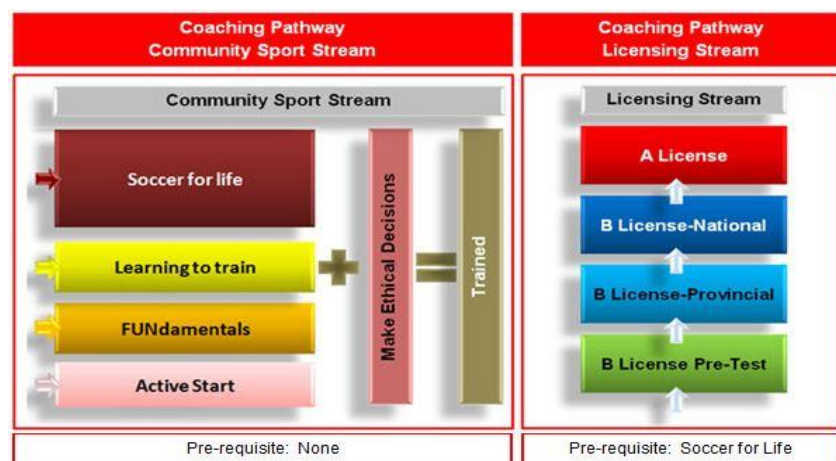 Coaching Pathway
Community Sport Stream
Community Sport Stream
Soccer for life
Learning to train
FUNdamentals
Active Start
Make Ethical Decisions
Trained
Pre-requisite: None
Coaching Pathway
Licensing Stream
Licensing Stream
A License
B License-National
B License-Provincial
B License Pre-Test
Pre-requisite: Soccer for Life